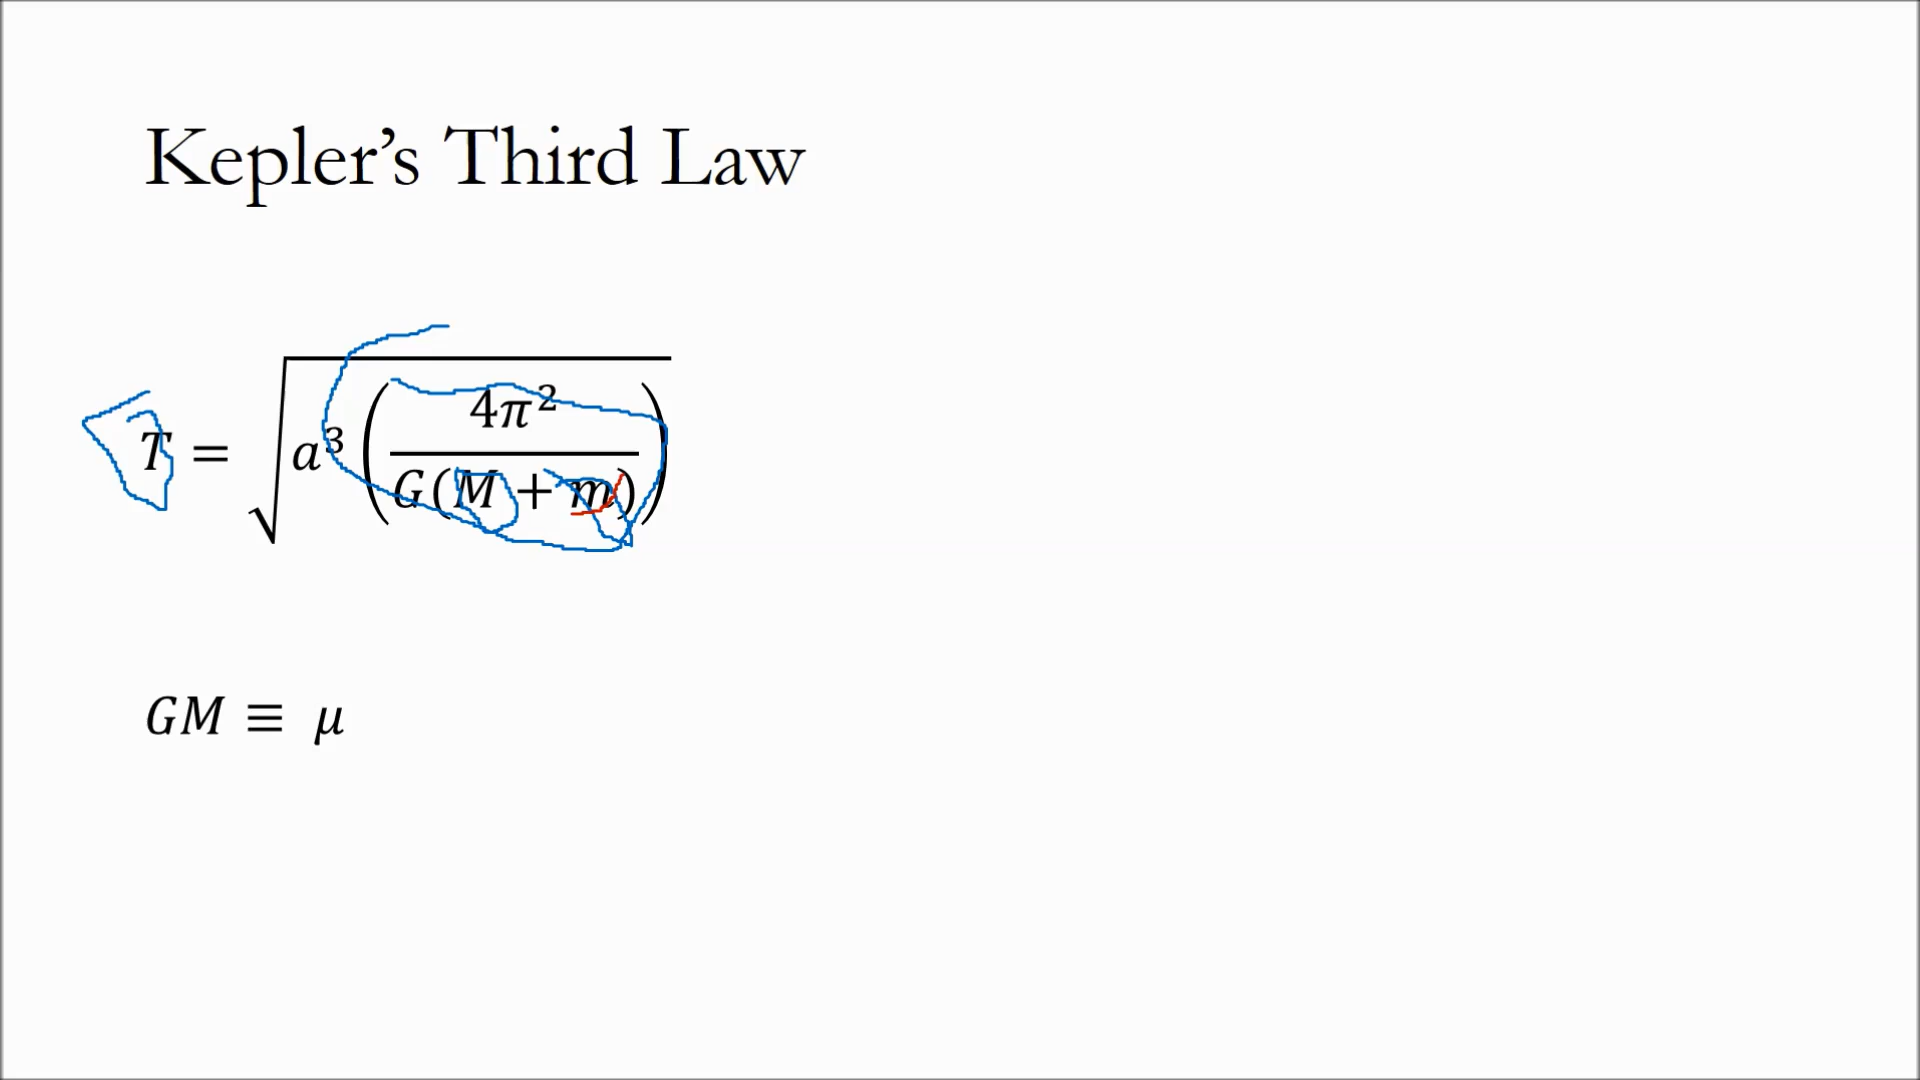 Kepler’s Third Law
T = √(a³ (4π² / G(M + m)))
GM ≡ μ